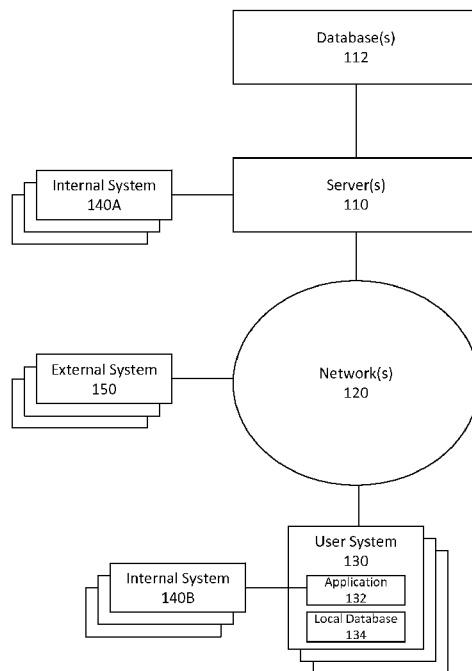 Database(s)
112
Internal System
140A
Server(s)
110
External System
150
Network(s)
120
User System
130
Internal System
140B
Application
132
Local Database
134